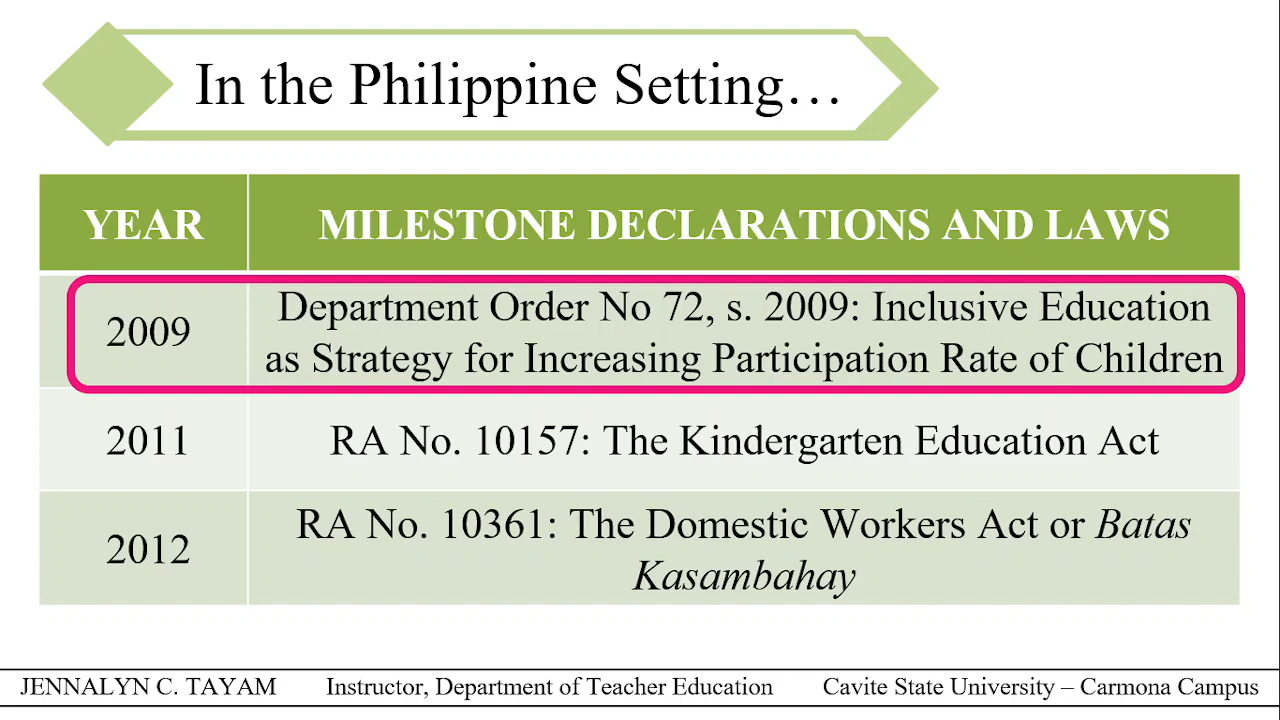 In the Philippine Setting…
YEAR
MILESTONE DECLARATIONS AND LAWS
2009
Department Order No 72, s. 2009: Inclusive Education
as Strategy for Increasing Participation Rate of Children
2011
RA No. 10157: The Kindergarten Education Act
2012
RA No. 10361: The Domestic Workers Act or Batas
Kasambahay
JENNALYN C. TAYAM Instructor, Department of Teacher Education Cavite State University – Carmona Campus